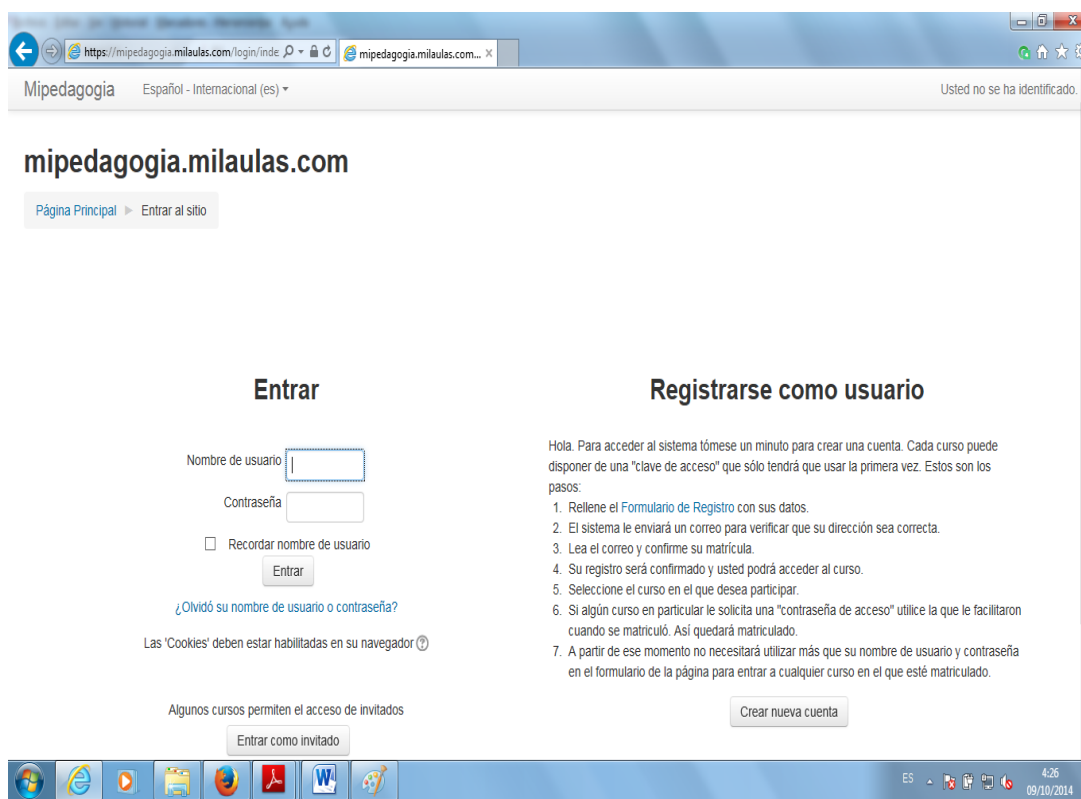 https://mipedagogia.milaulas.com/login/inde
mipedagogia.milaulas.com...
Mipedagogia
Español - Internacional (es)
Usted no se ha identificado.
mipedagogia.milaulas.com
Página Principal
Entrar al sitio
Entrar
Nombre de usuario
Contraseña
Recordar nombre de usuario
Entrar
¿Olvidó su nombre de usuario o contraseña?
Las 'Cookies' deben estar habilitadas en su navegador
Algunos cursos permiten el acceso de invitados
Entrar como invitado
Registrarse como usuario
Hola. Para acceder al sistema tómese un minuto para crear una cuenta. Cada curso puede
disponer de una "clave de acceso" que sólo tendrá que usar la primera vez. Estos son los
pasos:
1. Rellene el Formulario de Registro con sus datos.
2. El sistema le enviará un correo para verificar que su dirección sea correcta.
3. Lea el correo y confirme su matrícula.
4. Su registro será confirmado y usted podrá acceder al curso.
5. Seleccione el curso en el que desea participar.
6. Si algún curso en particular le solicita una "contraseña de acceso" utilice la que le facilitaron
cuando se matriculó. Así quedará matriculado.
7. A partir de ese momento no necesitará utilizar más que su nombre de usuario y contraseña
en el formulario de la página para entrar a cualquier curso en el que esté matriculado.
Crear nueva cuenta
ES
4:26
09/10/2014